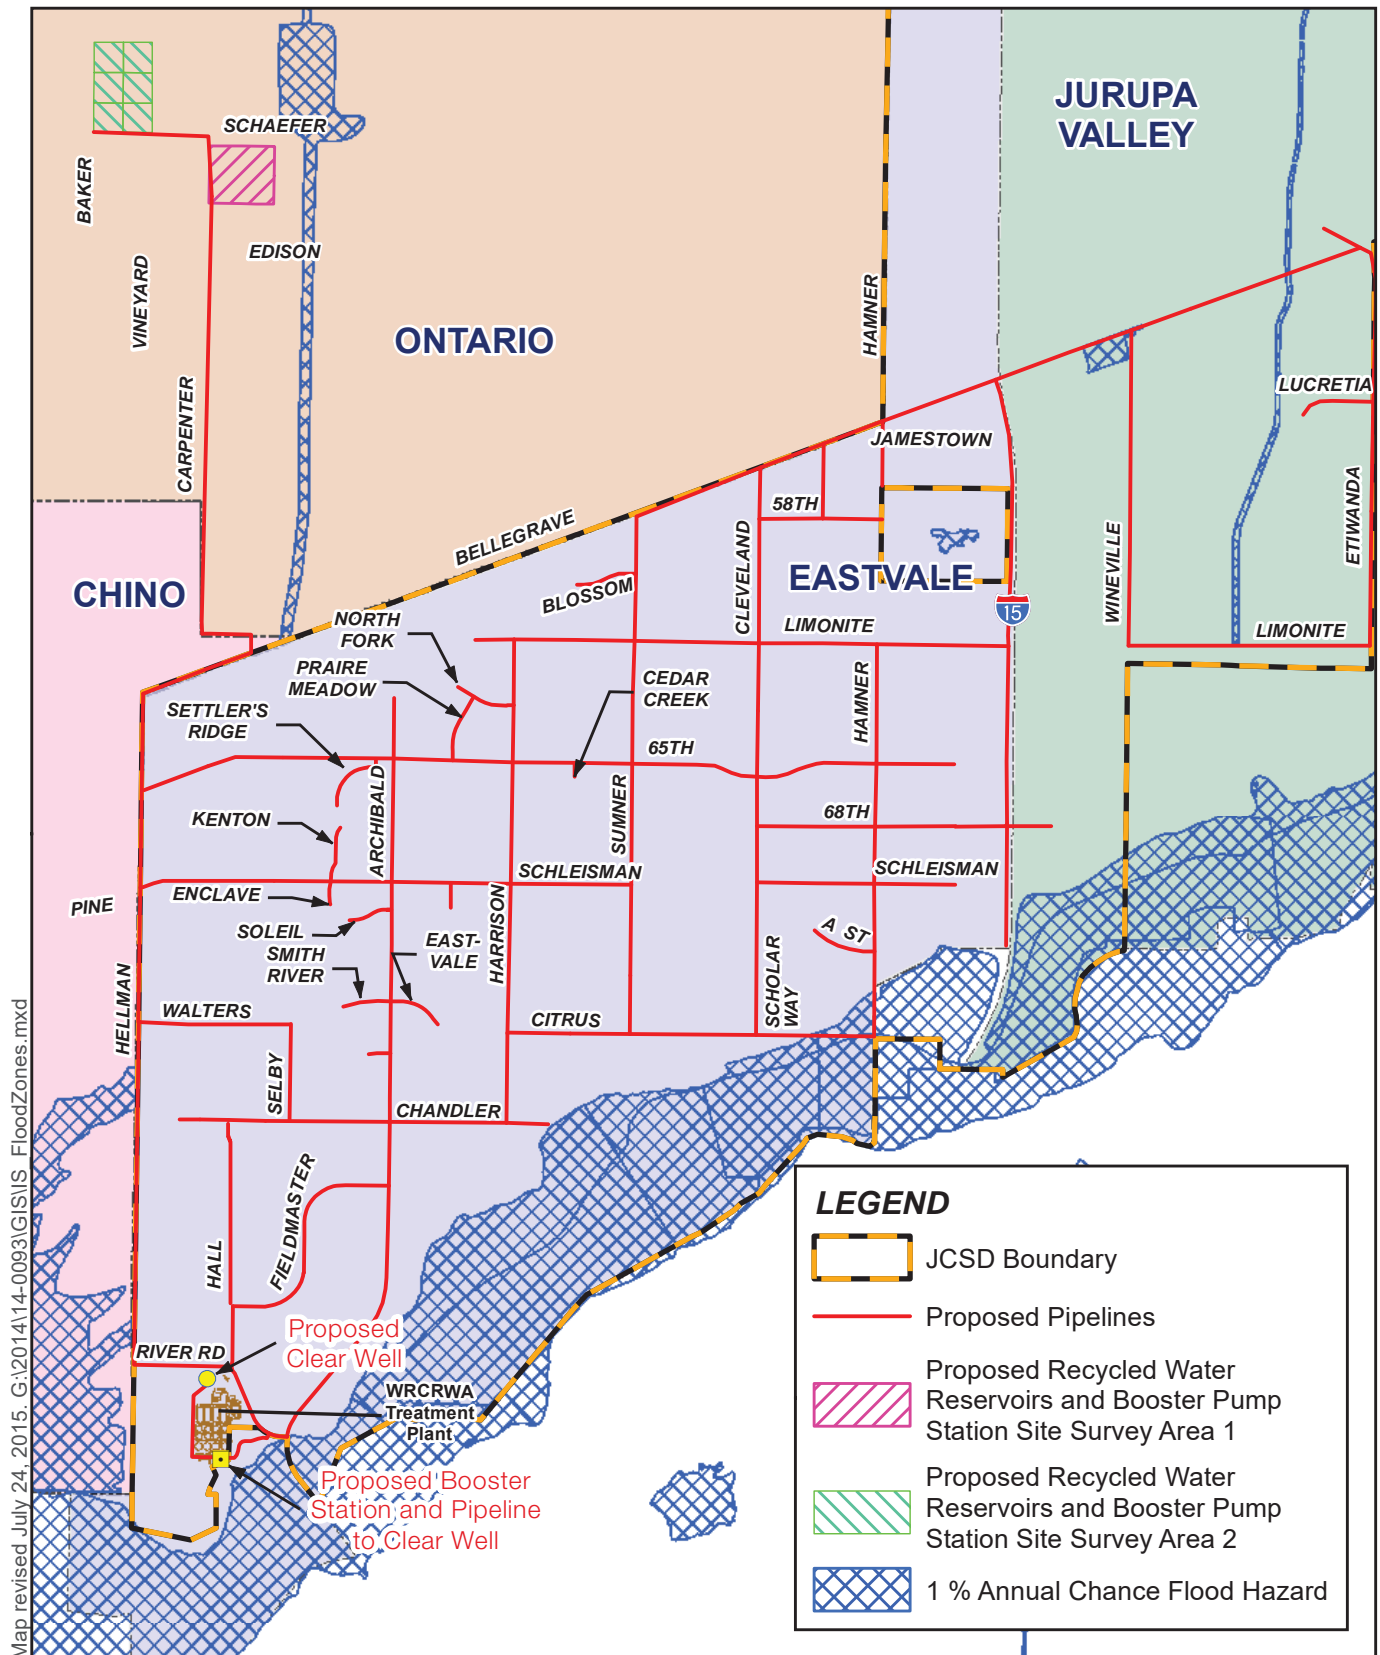 JURUPA
VALLEY
SCHAEFER
BAKER
EDISON
VINEYARD
HAMNER
ONTARIO
CARPENTER
LUCRETIA
JAMESTOWN
ETIWANDA
58TH
BELLEGRAVE
CLEVELAND
WINEVILLE
EASTVALE
CHINO
BLOSSOM
15
NORTH
FORK
LIMONITE
LIMONITE
PRAIRE
MEADOW
CEDAR
CREEK
HAMNER
SETTLER'S
RIDGE
65TH
ARCHIBALD
SUMNER
KENTON
68TH
SCHLEISMAN
SCHLEISMAN
ENCLAVE
PINE
HARRISON
SOLEIL
A ST
EAST-
VALE
SMITH
RIVER
SCHOLAR
WAY
HELLMAN
WALTERS
CITRUS
SELBY
CHANDLER
FIELDMASTER
HALL
RIVER RD
Proposed
Clear Well
WRCRWA
Treatment
Plant
Proposed Booster
Station and Pipeline
to Clear Well
LEGEND
JCSD Boundary
Proposed Pipelines
Proposed Recycled Water
Reservoirs and Booster Pump
Station Site Survey Area 1
Proposed Recycled Water
Reservoirs and Booster Pump
Station Site Survey Area 2
1 % Annual Chance Flood Hazard
Map revised July 24, 2015. G:\2014\14-0093\GIS\IS_FloodZones.mxd